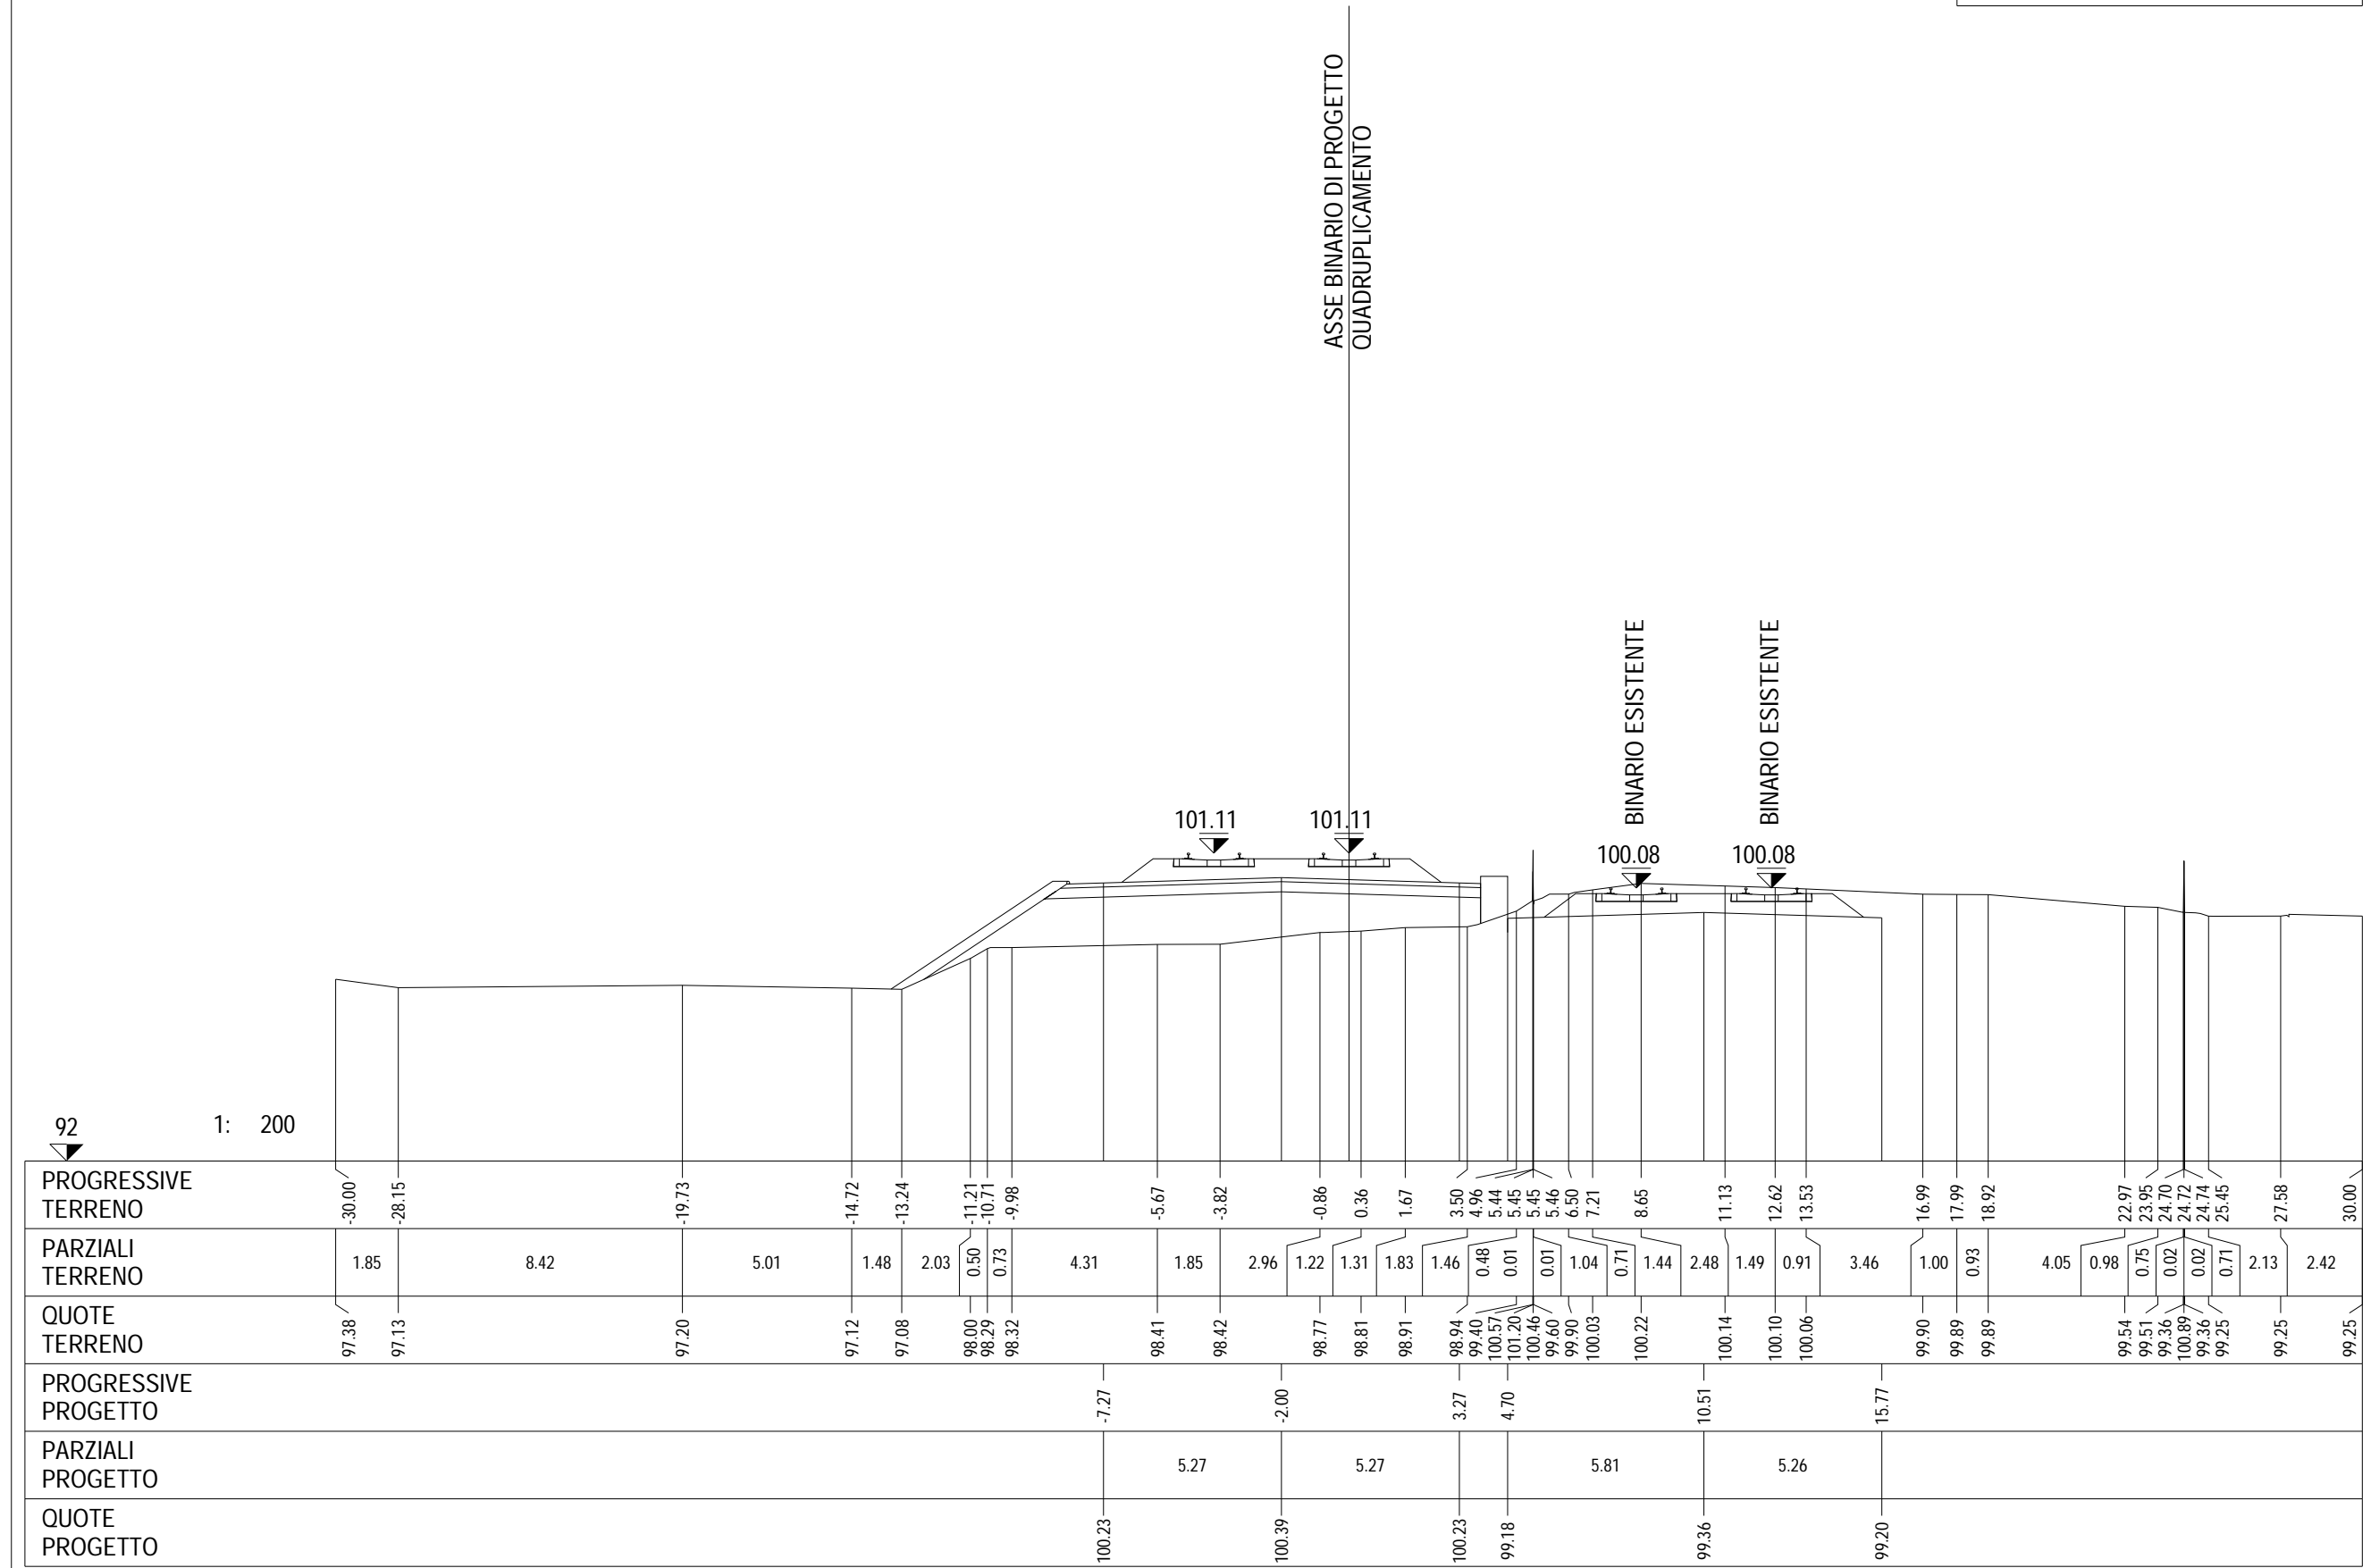 ASSE BINARIO DI PROGETTO
QUADRUPLICAMENTO
BINARIO ESISTENTE
BINARIO ESISTENTE
101.11
101.11
100.08
100.08
92
1: 200
PROGRESSIVE
TERRENO
-30.00 -28.15 -19.73 -14.72 -13.24 -11.21 -10.71 -9.98 -5.67 -3.82 -0.86 0.36 1.67 3.50 4.96 5.44 5.45 5.45 5.46 6.50 7.21 8.65 11.13 12.62 13.53 16.99 17.99 18.92 22.97 23.95 24.70 24.72 24.74 25.45 27.58 30.00
PARZIALI
TERRENO
1.85 8.42 5.01 1.48 2.03 0.50 0.73 4.31 1.85 2.96 1.22 1.31 1.83 1.46 0.48 0.01 0.01 1.04 0.71 1.44 2.48 1.49 0.91 3.46 1.00 0.93 4.05 0.98 0.75 0.02 0.02 0.71 2.13 2.42
QUOTE
TERRENO
97.38 97.13 97.20 97.12 97.08 98.00 98.29 98.32 98.41 98.42 98.77 98.81 98.91 98.94 99.40 100.57 101.20 100.46 99.60 99.90 100.03 100.22 100.14 100.10 100.06 99.90 99.89 99.89 99.54 99.51 99.36 100.89 99.36 99.25 99.25 99.25
PROGRESSIVE
PROGETTO
-7.27 -2.00 3.27 4.70 10.51 15.77
PARZIALI
PROGETTO
5.27 5.27 5.81 5.26
QUOTE
PROGETTO
100.23 100.39 100.23 99.18 99.36 99.20